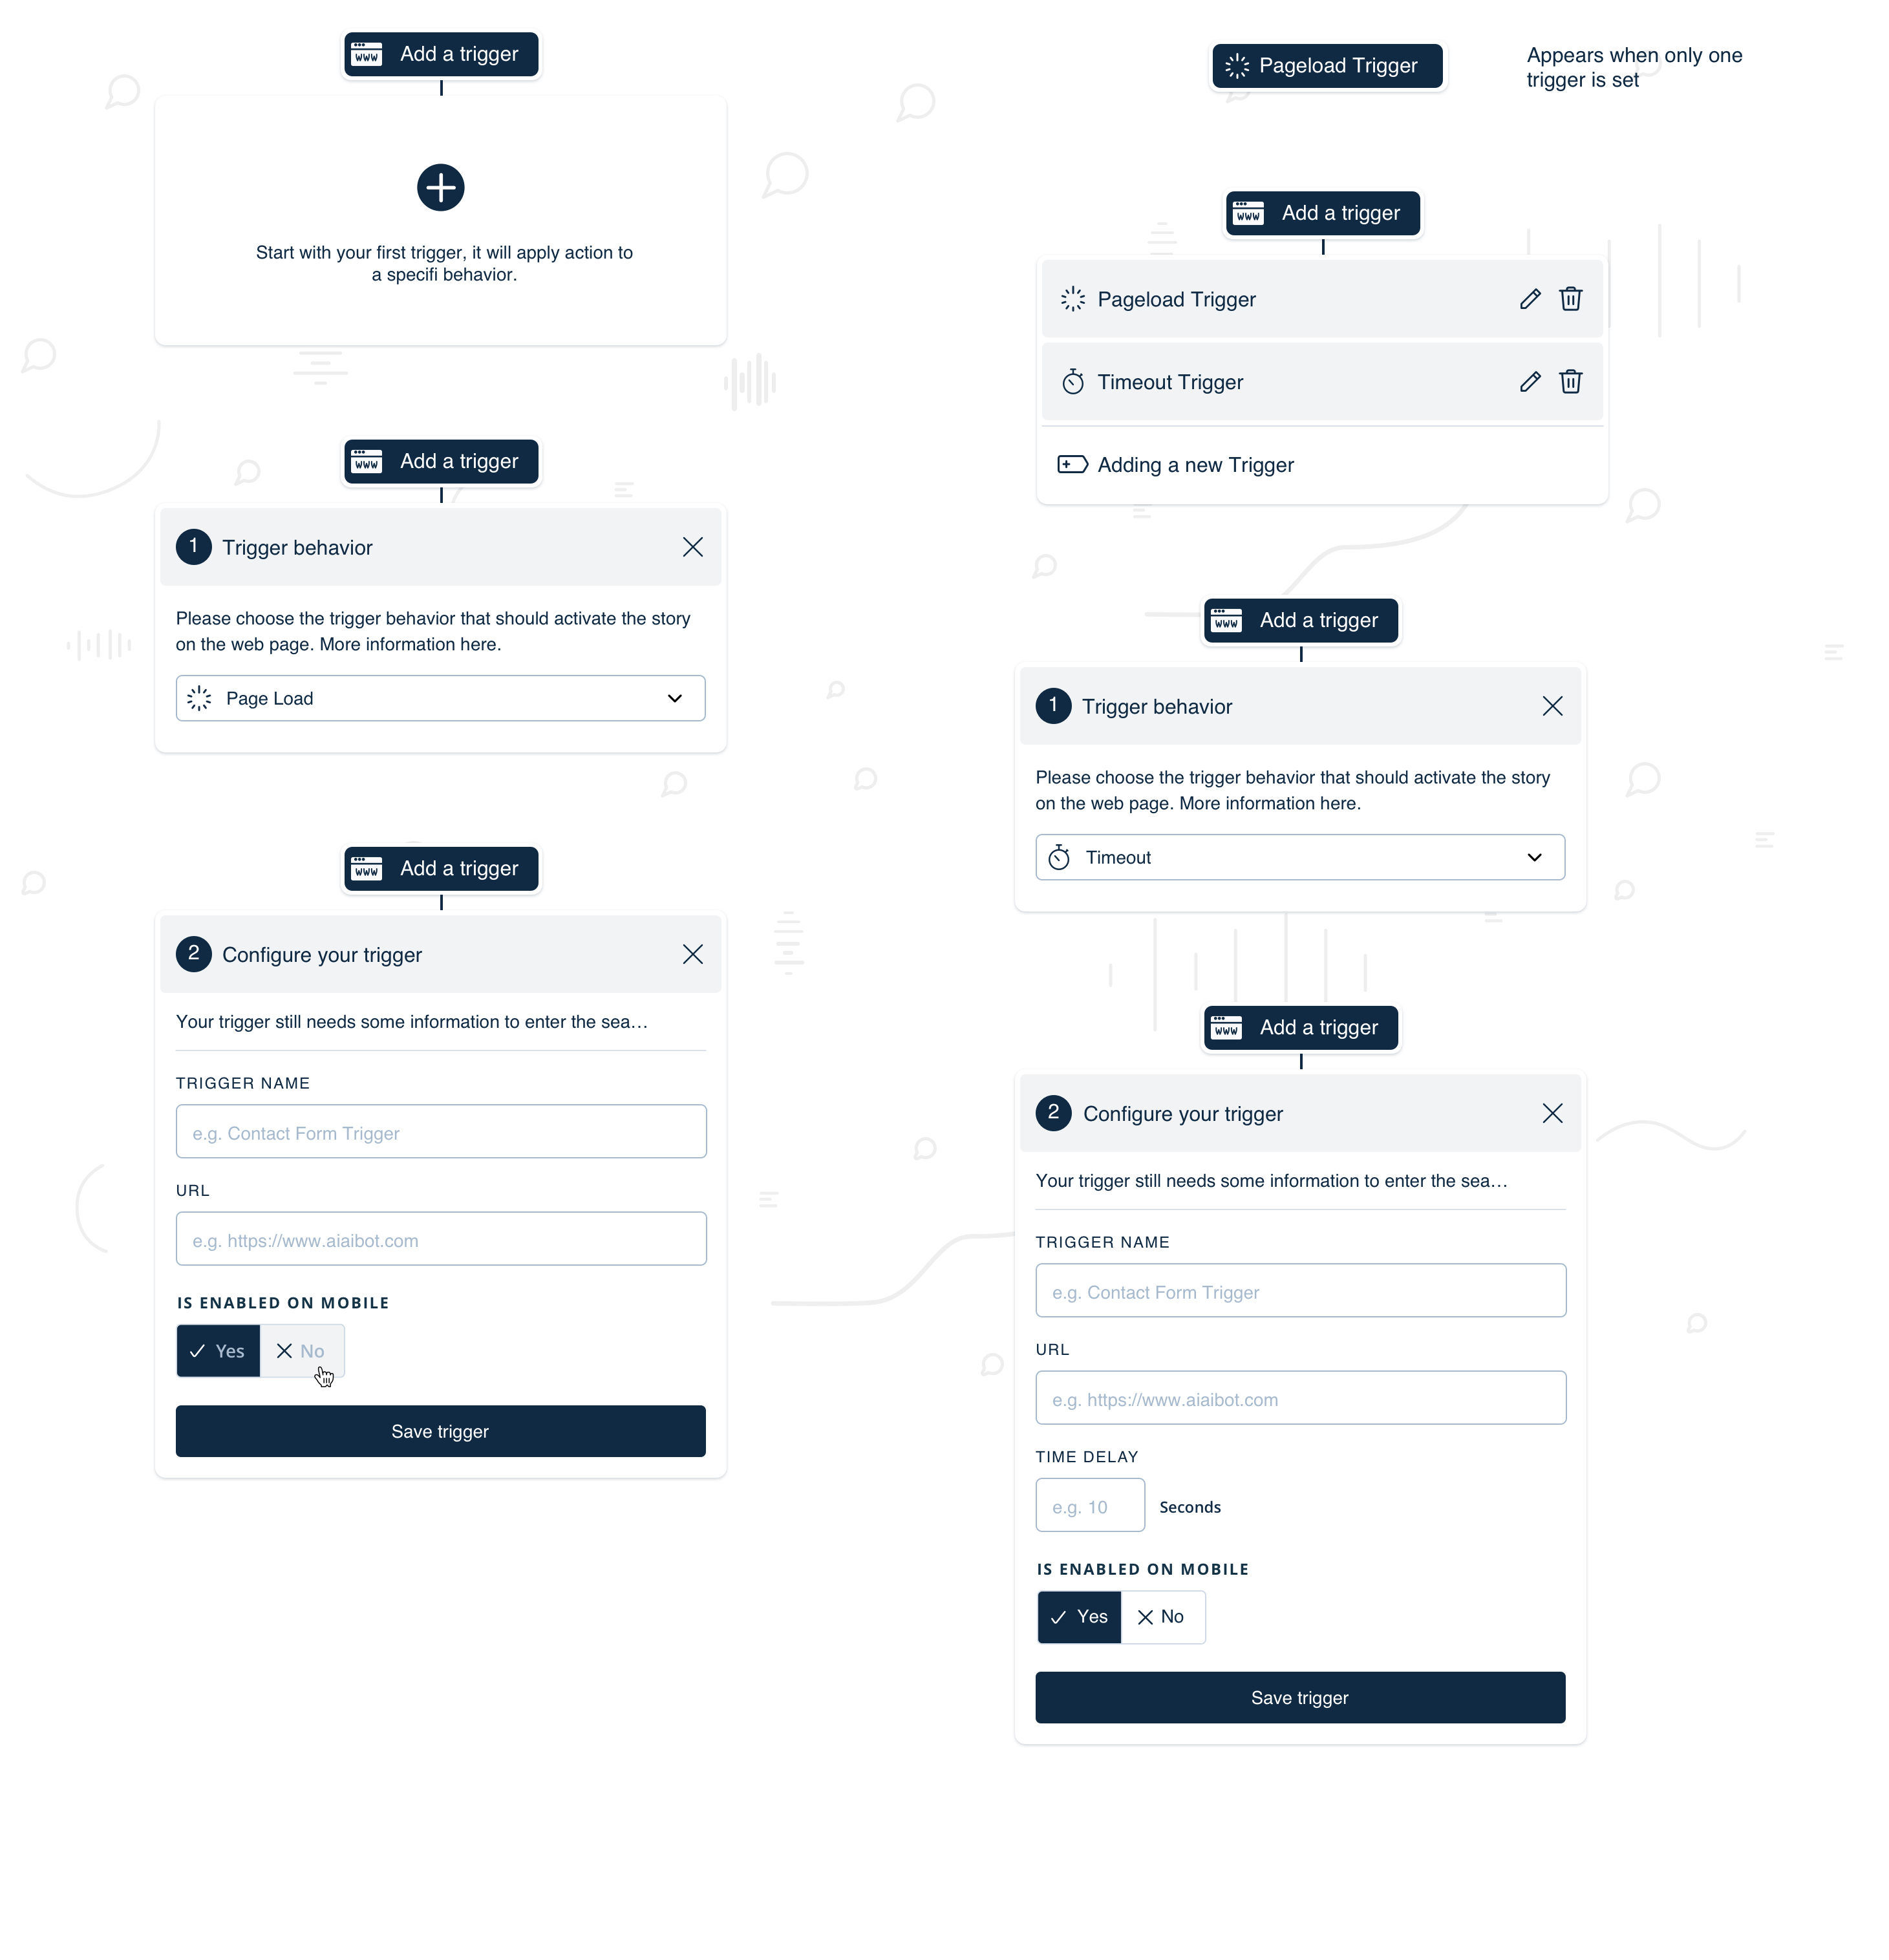 Add a trigger
Start with your first trigger, it will apply action to
a specifi behavior.
Add a trigger
1 Trigger behavior
Please choose the trigger behavior that should activate the story
on the web page. More information here.
Page Load
Add a trigger
2 Configure your trigger
Your trigger still needs some information to enter the sea…
TRIGGER NAME
e.g. Contact Form Trigger
URL
e.g. https://www.aiaibot.com
IS ENABLED ON MOBILE
Yes No
Save trigger
Pageload Trigger
Appears when only one
trigger is set
Add a trigger
Pageload Trigger
Timeout Trigger
Adding a new Trigger
Add a trigger
1 Trigger behavior
Please choose the trigger behavior that should activate the story
on the web page. More information here.
Timeout
Add a trigger
2 Configure your trigger
Your trigger still needs some information to enter the sea…
TRIGGER NAME
e.g. Contact Form Trigger
URL
e.g. https://www.aiaibot.com
TIME DELAY
e.g. 10 Seconds
IS ENABLED ON MOBILE
Yes No
Save trigger